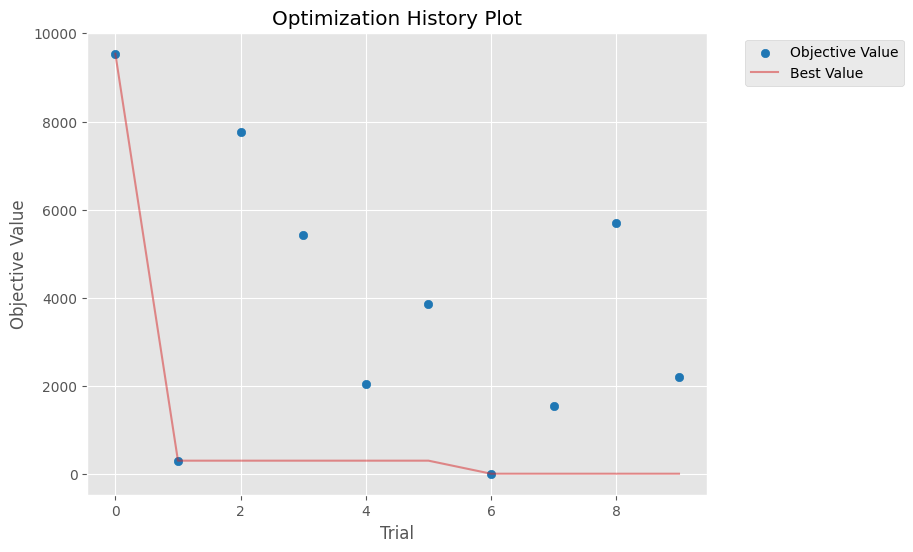 Optimization History Plot
10000
8000
6000
4000
2000
0
Objective Value
0 2 4 6 8
Trial
Objective Value
Best Value